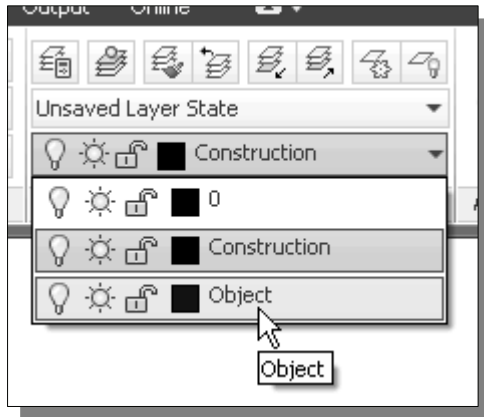 Output Online
Unsaved Layer State
Construction
0
Construction
Object
Object